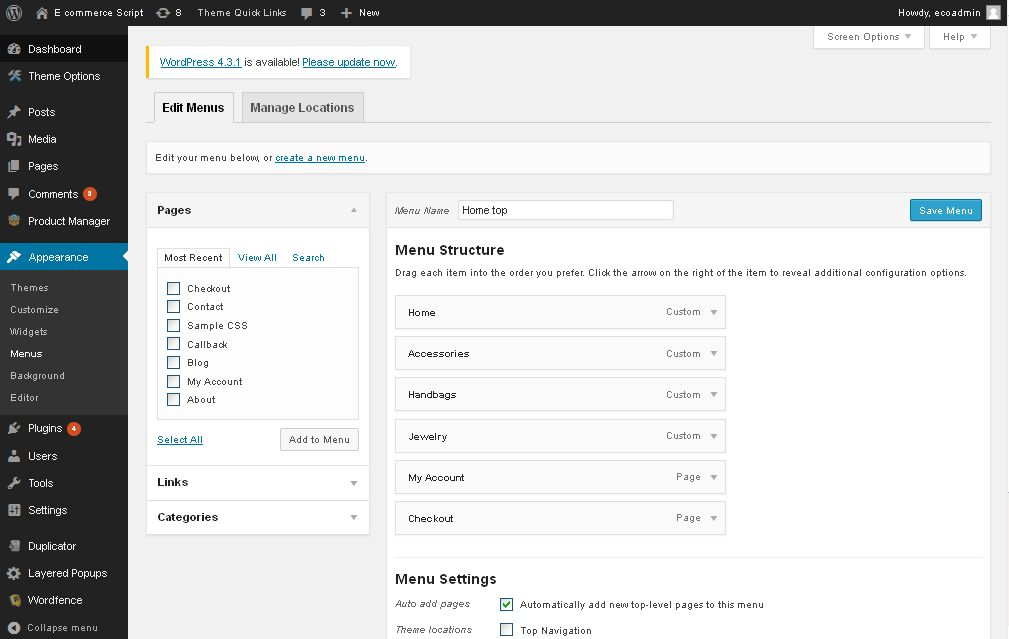 E commerce Script 8 Theme Quick Links 3 New Howdy, ecoadmin
Screen Options Help
Dashboard
Theme Options
Posts
Media
Pages
Comments 3
Product Manager
Appearance
Themes
Customize
Widgets
Menus
Background
Editor
Plugins 4
Users
Tools
Settings
Duplicator
Layered Popups
Wordfence
Collapse menu
WordPress 4.3.1 is available! Please update now.
Edit Menus Manage Locations
Edit your menu below, or create a new menu.
Pages
Most Recent View All Search
Checkout
Contact
Sample CSS
Callback
Blog
My Account
About
Select All Add to Menu
Links
Categories
Menu Name Home top Save Menu
Menu Structure
Drag each item into the order you prefer. Click the arrow on the right of the item to reveal additional configuration options.
Home Custom
Accessories Custom
Handbags Custom
Jewelry Custom
My Account Page
Checkout Page
Menu Settings
Auto add pages Automatically add new top-level pages to this menu
Theme locations Top Navigation